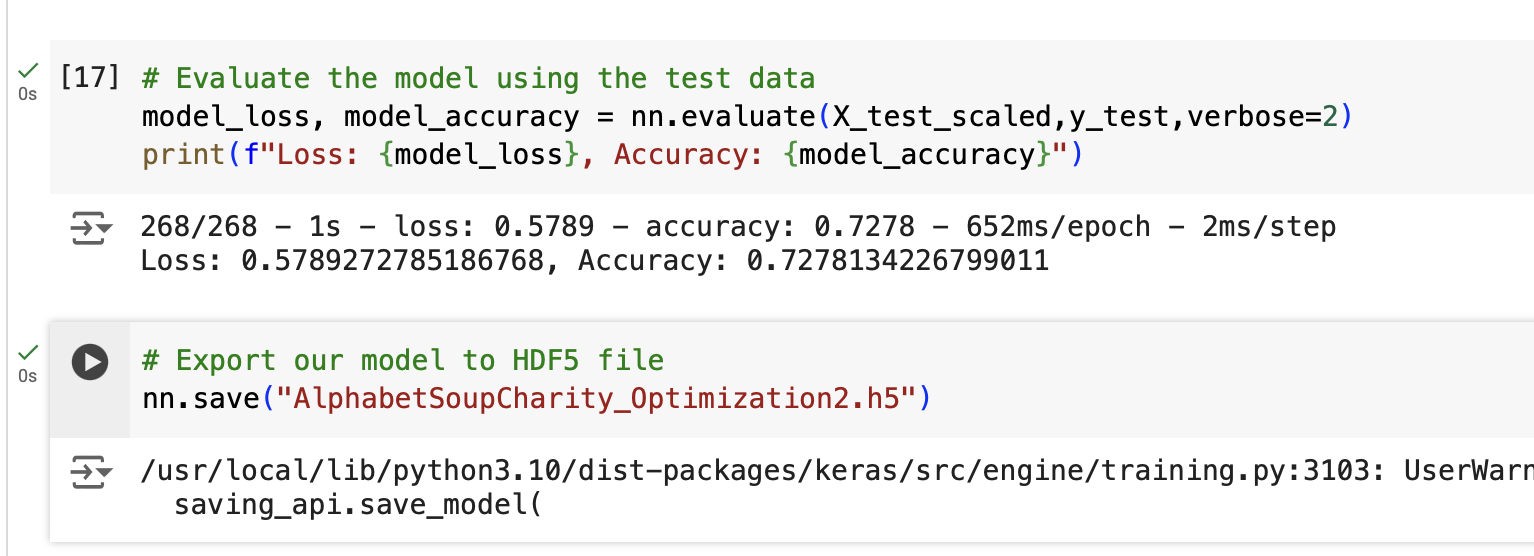 [17] # Evaluate the model using the test data
0s
model_loss, model_accuracy = nn.evaluate(X_test_scaled,y_test,verbose=2)
print(f"Loss: {model_loss}, Accuracy: {model_accuracy}")
268/268 - 1s - loss: 0.5789 - accuracy: 0.7278 - 652ms/epoch - 2ms/step
Loss: 0.5789272785186768, Accuracy: 0.7278134226799011
# Export our model to HDF5 file
0s
nn.save("AlphabetSoupCharity_Optimization2.h5")
/usr/local/lib/python3.10/dist-packages/keras/src/engine/training.py:3103: UserWarn
saving_api.save_model(